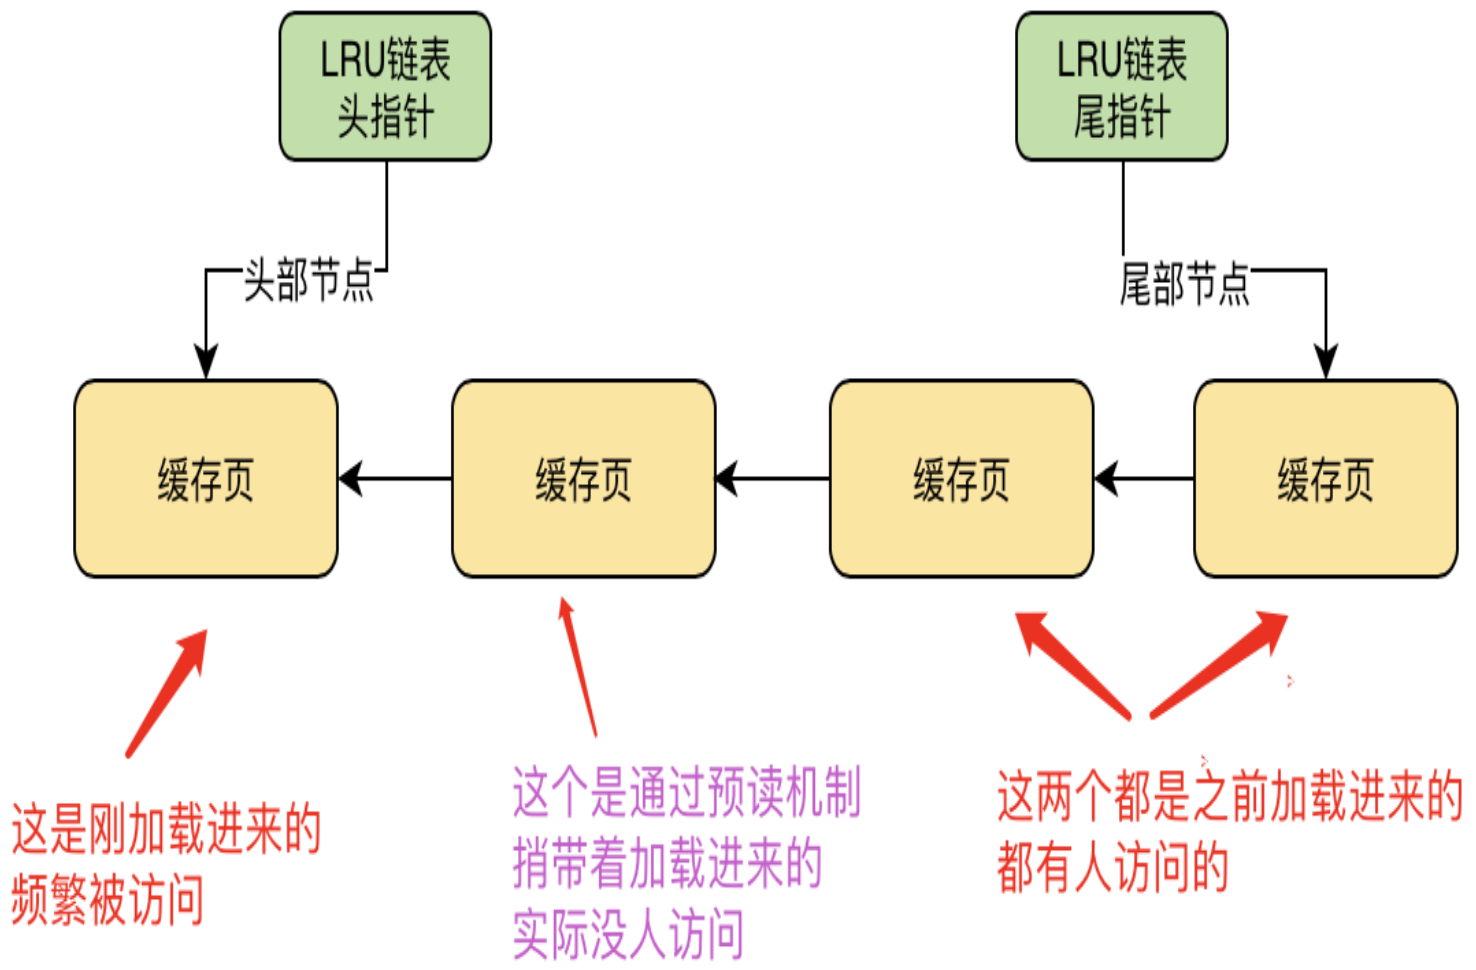 LRU链表
头指针
LRU链表
尾指针
头部节点
尾部节点
缓存页
缓存页
缓存页
缓存页
这是刚加载进来的
频繁被访问
这个是通过预读机制
捎带着加载进来的
实际没人访问
这两个都是之前加载进来的
都有人访问的